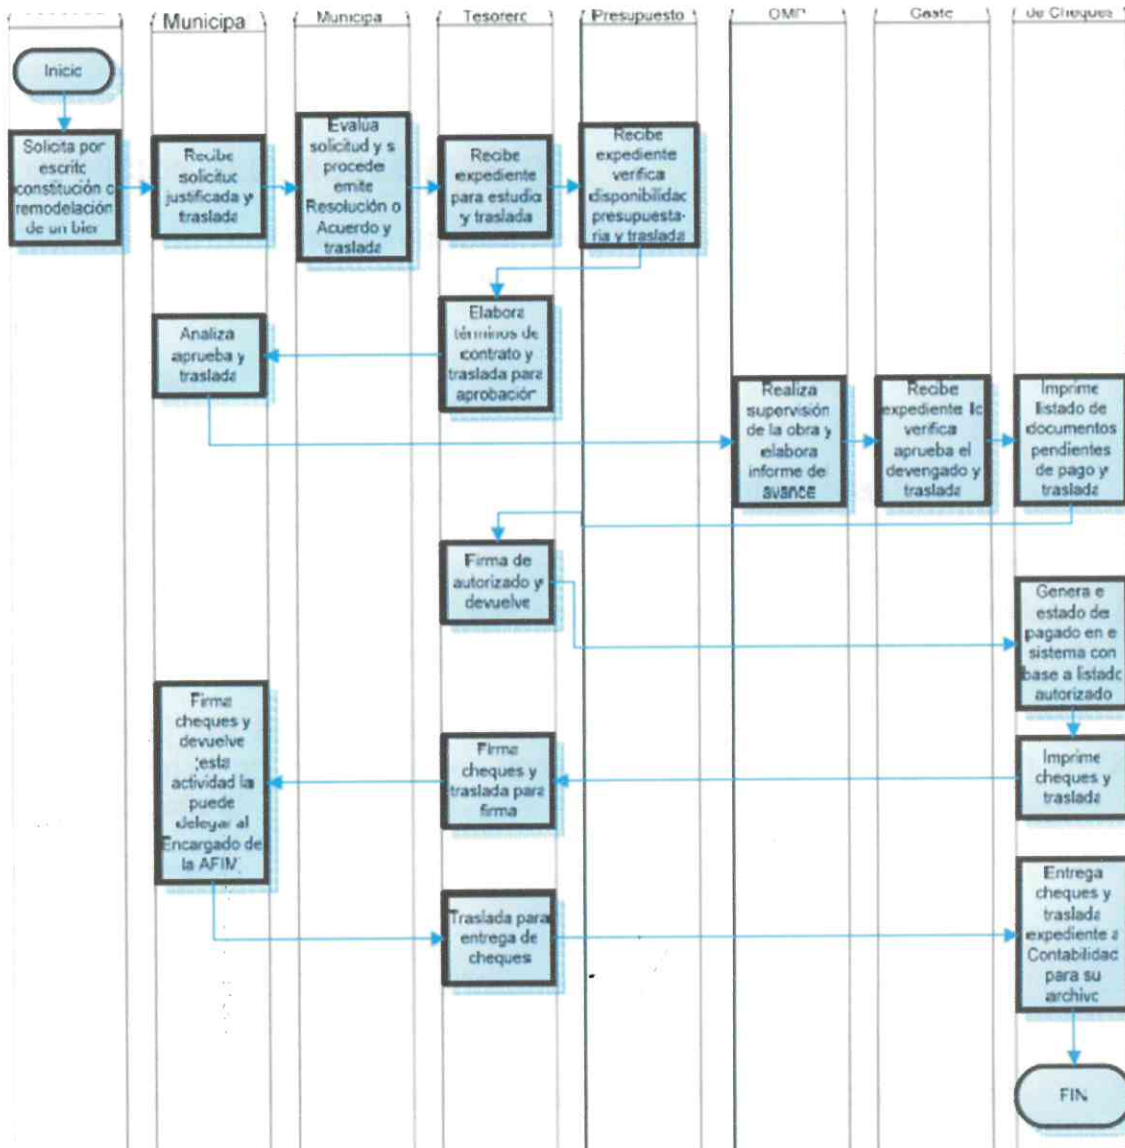 Municipa
Municipa
Tesorero
Presupuesto
OMP
Gasto
de Cheques
Inicio
Solicita por
escrito
constitución o
remodelación
de un bien
Recibe
solicitud
justificada y
traslada
Evalúa
solicitud y s
procede
emite
Resolución o
Acuerdo y
traslada
Recibe
expediente
para estudio
y traslada
Recibe
expediente
verifica
disponibilidad
presupuesta-
ria y traslada
Elabora
términos de
contrato y
traslada para
aprobación
Analiza
aprueba y
traslada
Realiza
supervisión
de la obra y
elabora
informe de
avance
Recibe
expediente lo
verifica
aprueba el
devengado y
traslada
Imprime
listado de
documentos
pendientes
de pago y
traslada
Firma de
autorizado y
devuelve
Genera e
estado de
pagado en e
sistema con
base a listado
autorizado
Firma
cheques y
devuelve
(esta
actividad la
puede
delegar al
Encargado de
la AFIM)
Firma
cheques y
traslada para
firma
Imprime
cheques y
traslada
Traslada para
entrega de
cheques
Entrega
cheques y
traslada
expediente a
Contabilidad
para su
archivo
FIN